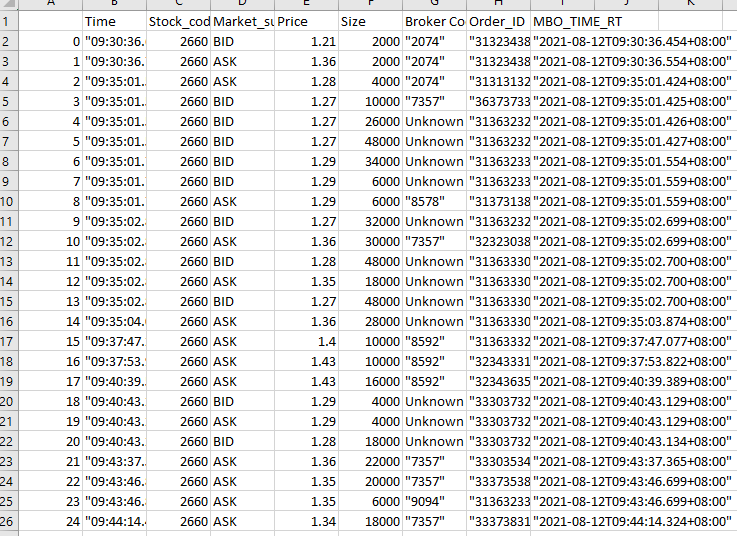 A B C D E F G H I J K
1 Time Stock_cod Market_su Price Size Broker Co Order_ID MBO_TIME_RT
2 0 "09:30:36. 2660 BID 1.21 2000 "2074" "31323438 "2021-08-12T09:30:36.454+08:00"
3 1 "09:30:36. 2660 ASK 1.36 2000 "2074" "31323438 "2021-08-12T09:30:36.554+08:00"
4 2 "09:35:01. 2660 ASK 1.28 4000 "2074" "31313132 "2021-08-12T09:35:01.424+08:00"
5 3 "09:35:01. 2660 BID 1.27 10000 "7357" "36373733 "2021-08-12T09:35:01.425+08:00"
6 4 "09:35:01. 2660 BID 1.27 26000 Unknown "31363232 "2021-08-12T09:35:01.426+08:00"
7 5 "09:35:01. 2660 BID 1.27 48000 Unknown "31363232 "2021-08-12T09:35:01.427+08:00"
8 6 "09:35:01. 2660 BID 1.29 34000 Unknown "31363233 "2021-08-12T09:35:01.554+08:00"
9 7 "09:35:01. 2660 BID 1.29 6000 Unknown "31363233 "2021-08-12T09:35:01.559+08:00"
10 8 "09:35:01. 2660 ASK 1.29 6000 "8578" "31373138 "2021-08-12T09:35:01.559+08:00"
11 9 "09:35:02. 2660 BID 1.27 32000 Unknown "31363232 "2021-08-12T09:35:02.699+08:00"
12 10 "09:35:02. 2660 ASK 1.36 30000 "7357" "32323038 "2021-08-12T09:35:02.699+08:00"
13 11 "09:35:02. 2660 BID 1.28 48000 Unknown "31363330 "2021-08-12T09:35:02.700+08:00"
14 12 "09:35:02. 2660 ASK 1.35 18000 Unknown "31363330 "2021-08-12T09:35:02.700+08:00"
15 13 "09:35:02. 2660 BID 1.27 48000 Unknown "31363330 "2021-08-12T09:35:02.700+08:00"
16 14 "09:35:04. 2660 ASK 1.36 28000 Unknown "31363330 "2021-08-12T09:35:03.874+08:00"
17 15 "09:37:47. 2660 ASK 1.4 10000 "8592" "31363332 "2021-08-12T09:37:47.077+08:00"
18 16 "09:37:53. 2660 ASK 1.43 10000 "8592" "32343331 "2021-08-12T09:37:53.822+08:00"
19 17 "09:40:39. 2660 ASK 1.43 16000 "8592" "32343635 "2021-08-12T09:40:39.389+08:00"
20 18 "09:40:43. 2660 BID 1.29 4000 Unknown "33303732 "2021-08-12T09:40:43.129+08:00"
21 19 "09:40:43. 2660 ASK 1.29 4000 Unknown "33303732 "2021-08-12T09:40:43.129+08:00"
22 20 "09:40:43. 2660 BID 1.28 18000 Unknown "33303732 "2021-08-12T09:40:43.134+08:00"
23 21 "09:43:37. 2660 ASK 1.36 22000 "7357" "33303534 "2021-08-12T09:43:37.365+08:00"
24 22 "09:43:46. 2660 ASK 1.35 20000 "7357" "33373538 "2021-08-12T09:43:46.699+08:00"
25 23 "09:43:46. 2660 ASK 1.35 6000 "9094" "31363233 "2021-08-12T09:43:46.699+08:00"
26 24 "09:44:14. 2660 ASK 1.34 18000 "7357" "33373831 "2021-08-12T09:44:14.324+08:00"